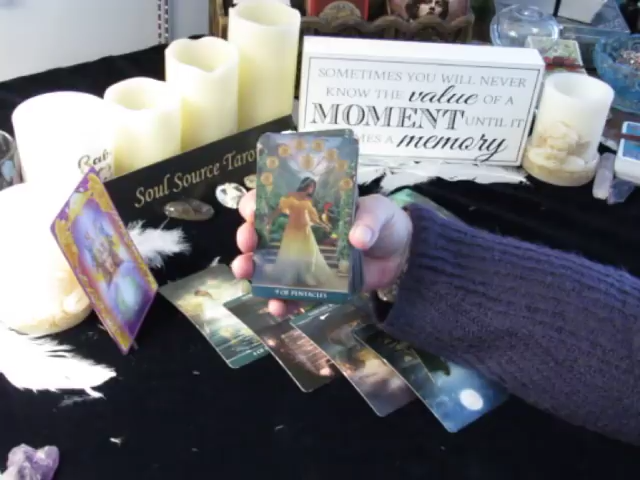 SOMETIMES YOU WILL NEVER
KNOW THE value OF A
MOMENT UNTIL IT
A memory
Soul Source Tarot
9 OF PENTACLES